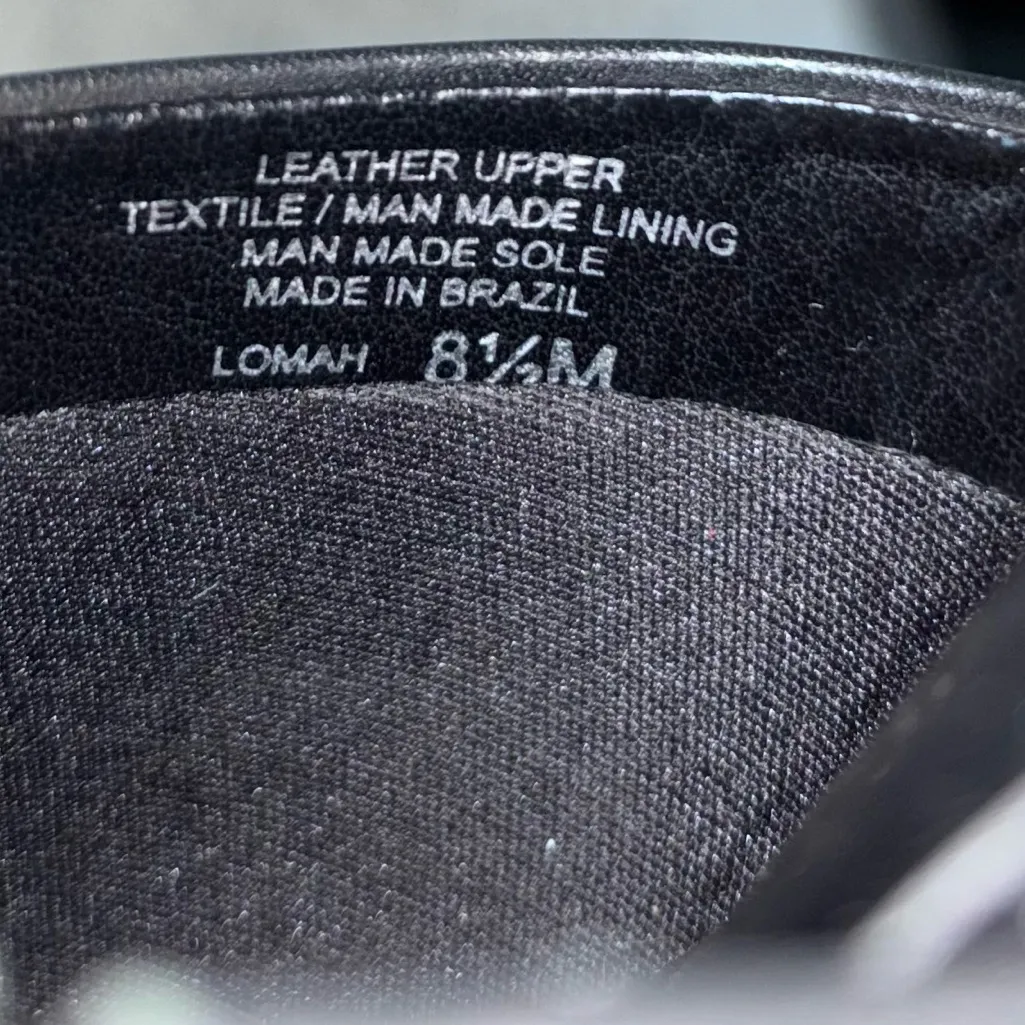 LEATHER UPPER
TEXTILE / MAN MADE LINING
MAN MADE SOLE
MADE IN BRAZIL
LOMAH 8½M